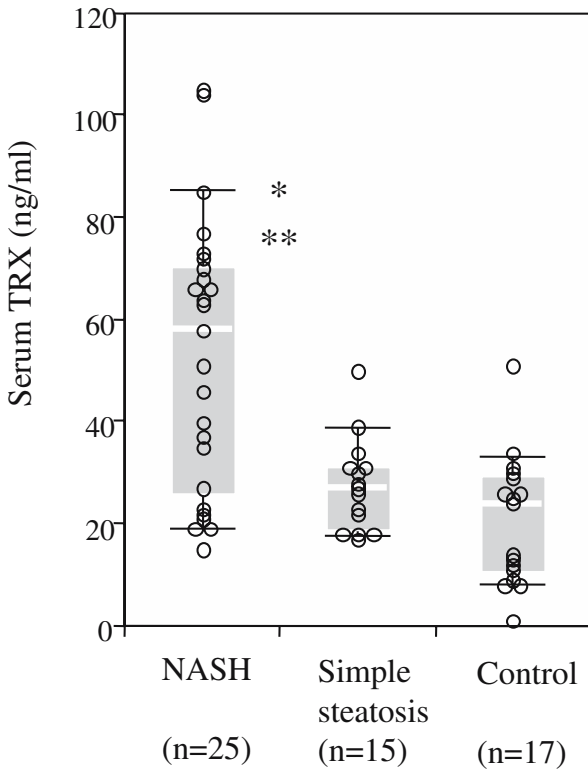 120
100
80
60
40
20
0
Serum TRX (ng/ml)
*
**
NASH
(n=25)
Simple
steatosis
(n=15)
Control
(n=17)